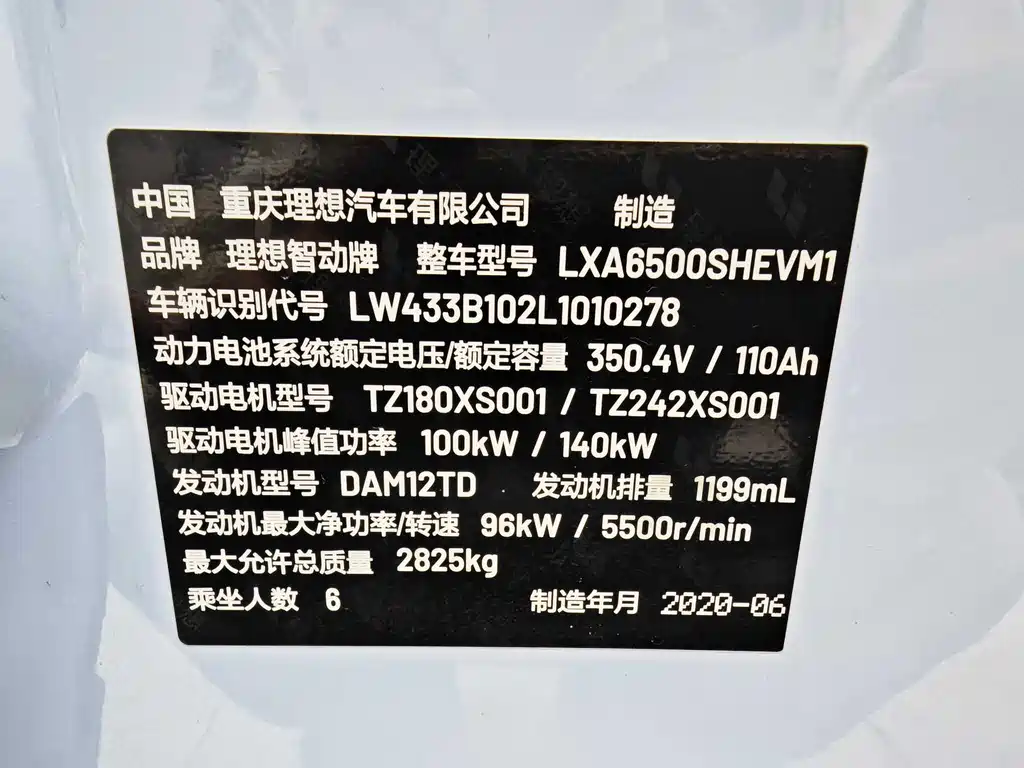 中国 重庆理想汽车有限公司 制造
品牌 理想智动牌 整车型号 LXA6500SHEVM1
车辆识别代号 LW433B102L1010278
动力电池系统额定电压/额定容量 350.4V / 110Ah
驱动电机型号 TZ180XS001 / TZ242XS001
驱动电机峰值功率 100kW / 140kW
发动机型号 DAM12TD 发动机排量 1199mL
发动机最大净功率/转速 96kW / 5500r/min
最大允许总质量 2825kg
乘坐人数 6 制造年月 2020-06